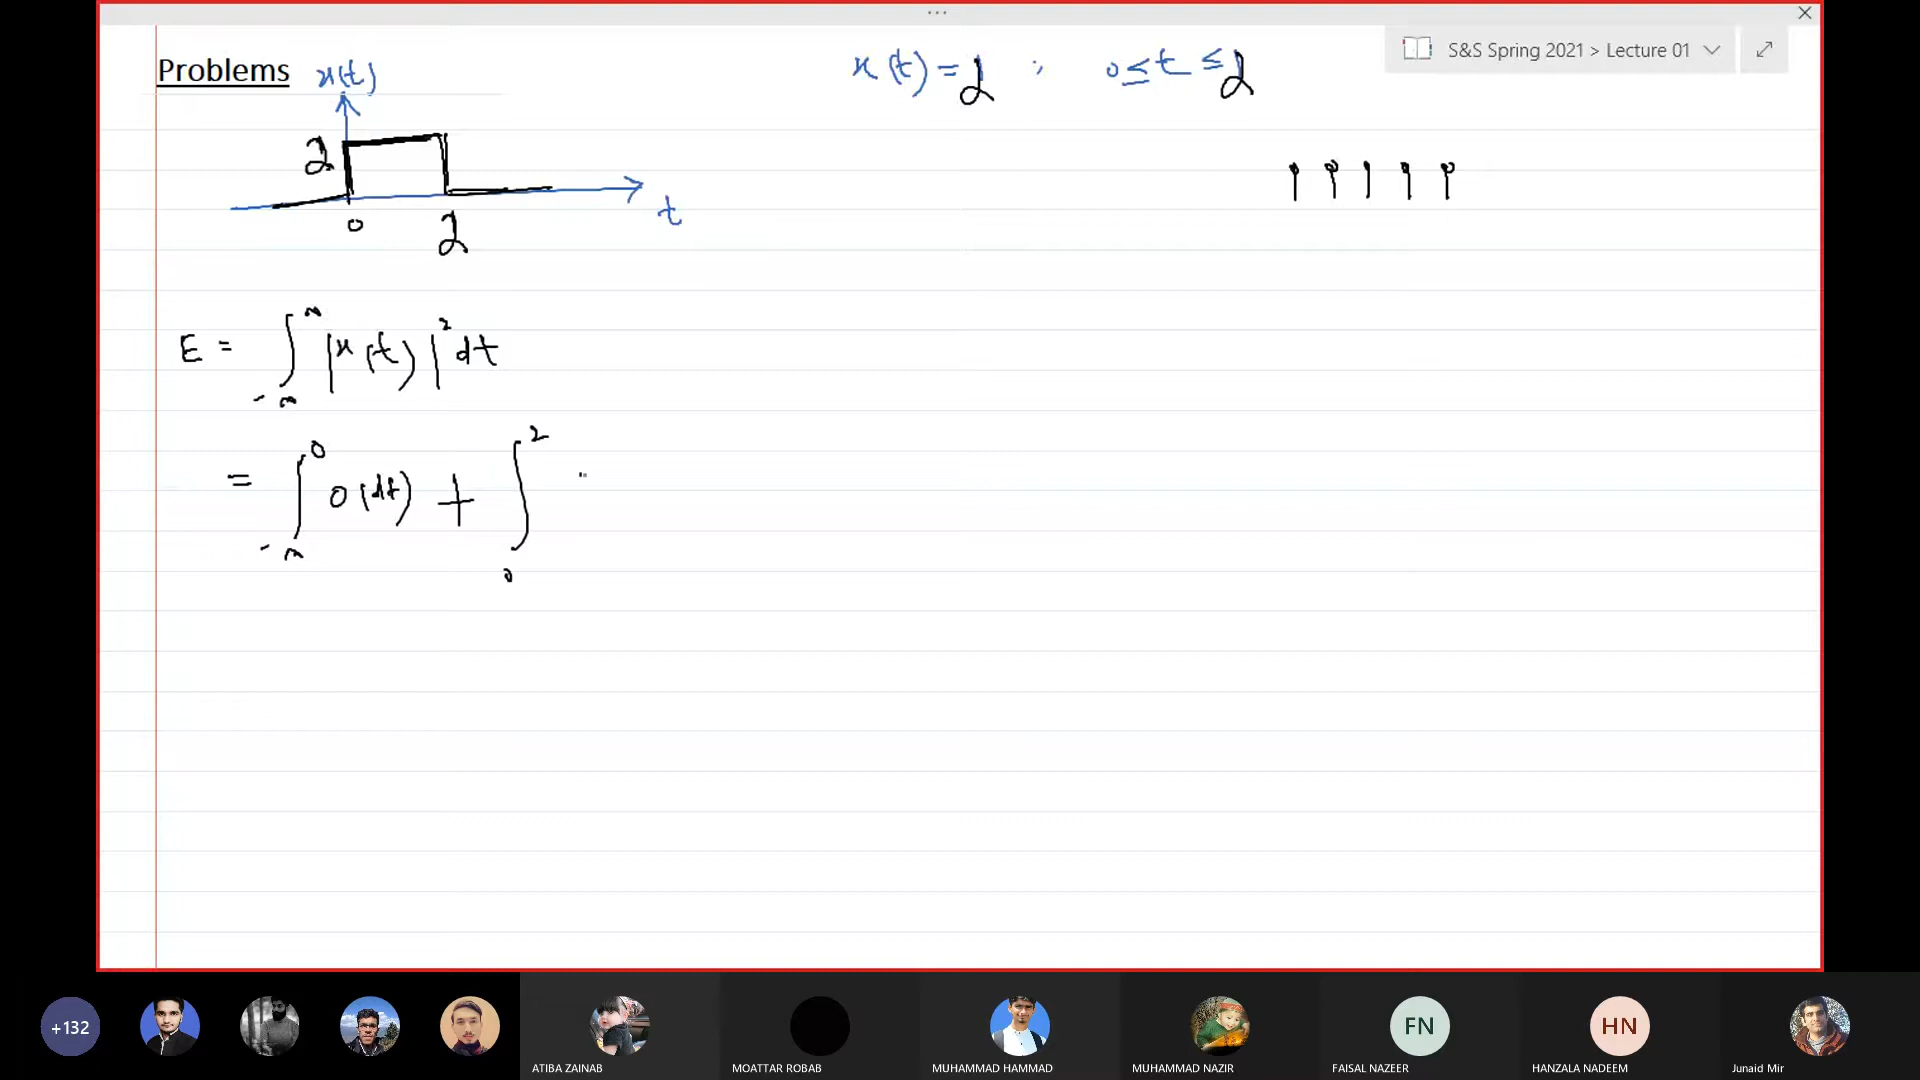 S&S Spring 2021 > Lecture 01
Problems
x(t)
x(t) = 2 ; 0 ≤ t ≤ 2
2
0
2
t
E = ∫_{-∞}^{∞} |x(t)|² dt
= ∫_{-∞}^{0} 0(dt) + ∫_{0}^{2}
+132
ATIBA ZAINAB
MOATTAR ROBAB
MUHAMMAD HAMMAD
MUHAMMAD NAZIR
FN
FAISAL NAZEER
HN
HANZALA NADEEM
Junaid Mir